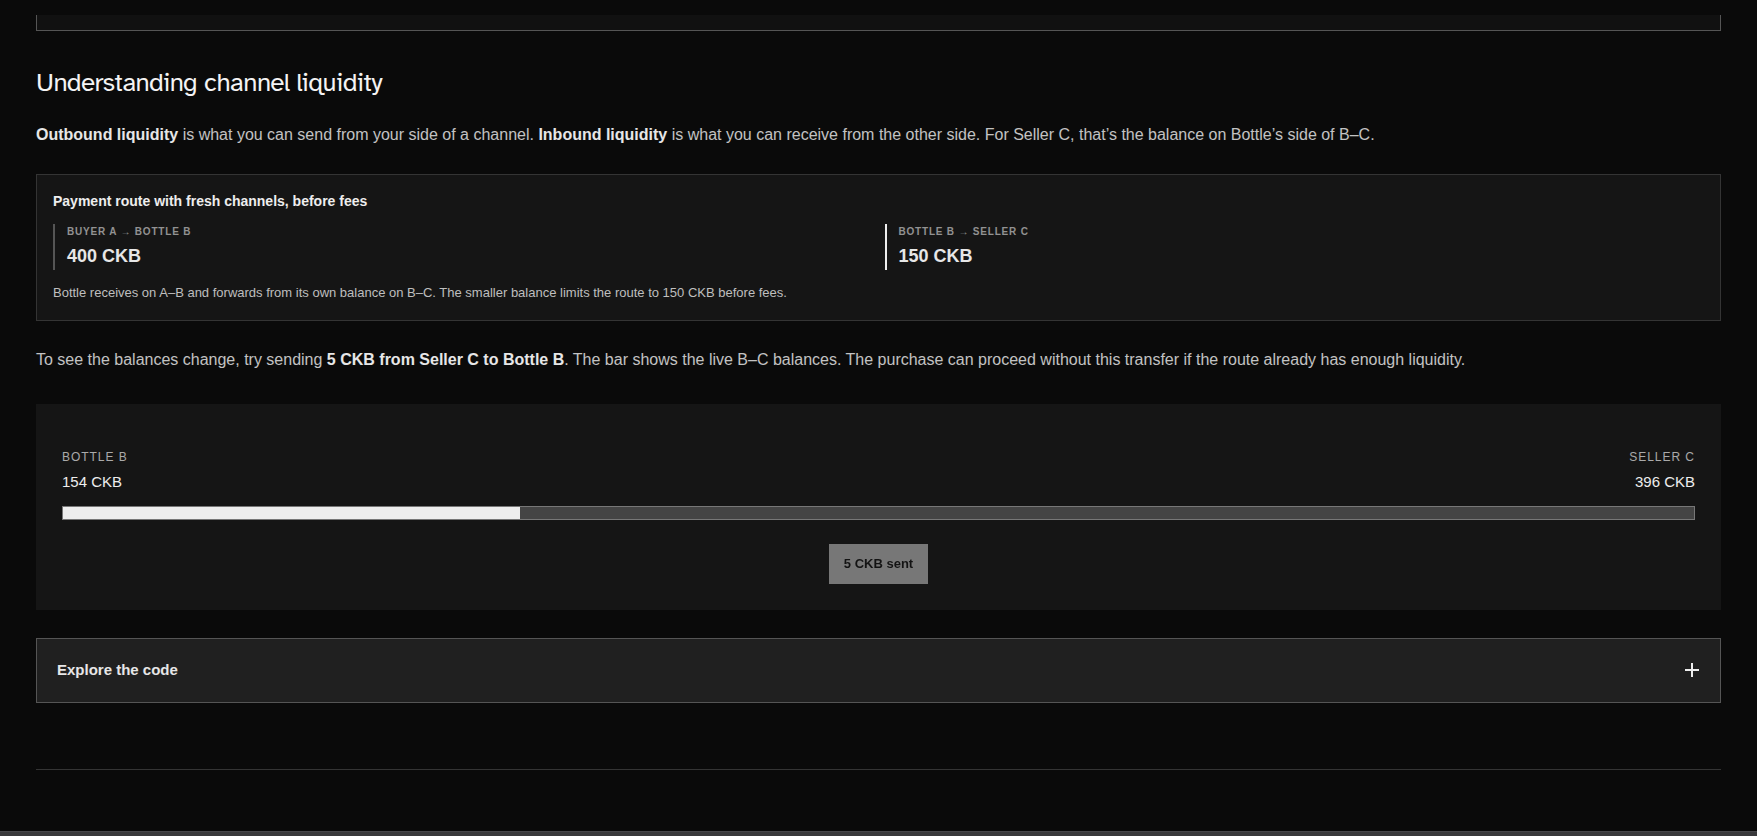 Understanding channel liquidity
Outbound liquidity is what you can send from your side of a channel. Inbound liquidity is what you can receive from the other side. For Seller C, that’s the balance on Bottle’s side of B–C.
Payment route with fresh channels, before fees
BUYER A → BOTTLE B
400 CKB
BOTTLE B → SELLER C
150 CKB
Bottle receives on A–B and forwards from its own balance on B–C. The smaller balance limits the route to 150 CKB before fees.
To see the balances change, try sending 5 CKB from Seller C to Bottle B. The bar shows the live B–C balances. The purchase can proceed without this transfer if the route already has enough liquidity.
BOTTLE B
SELLER C
154 CKB
396 CKB
5 CKB sent
Explore the code